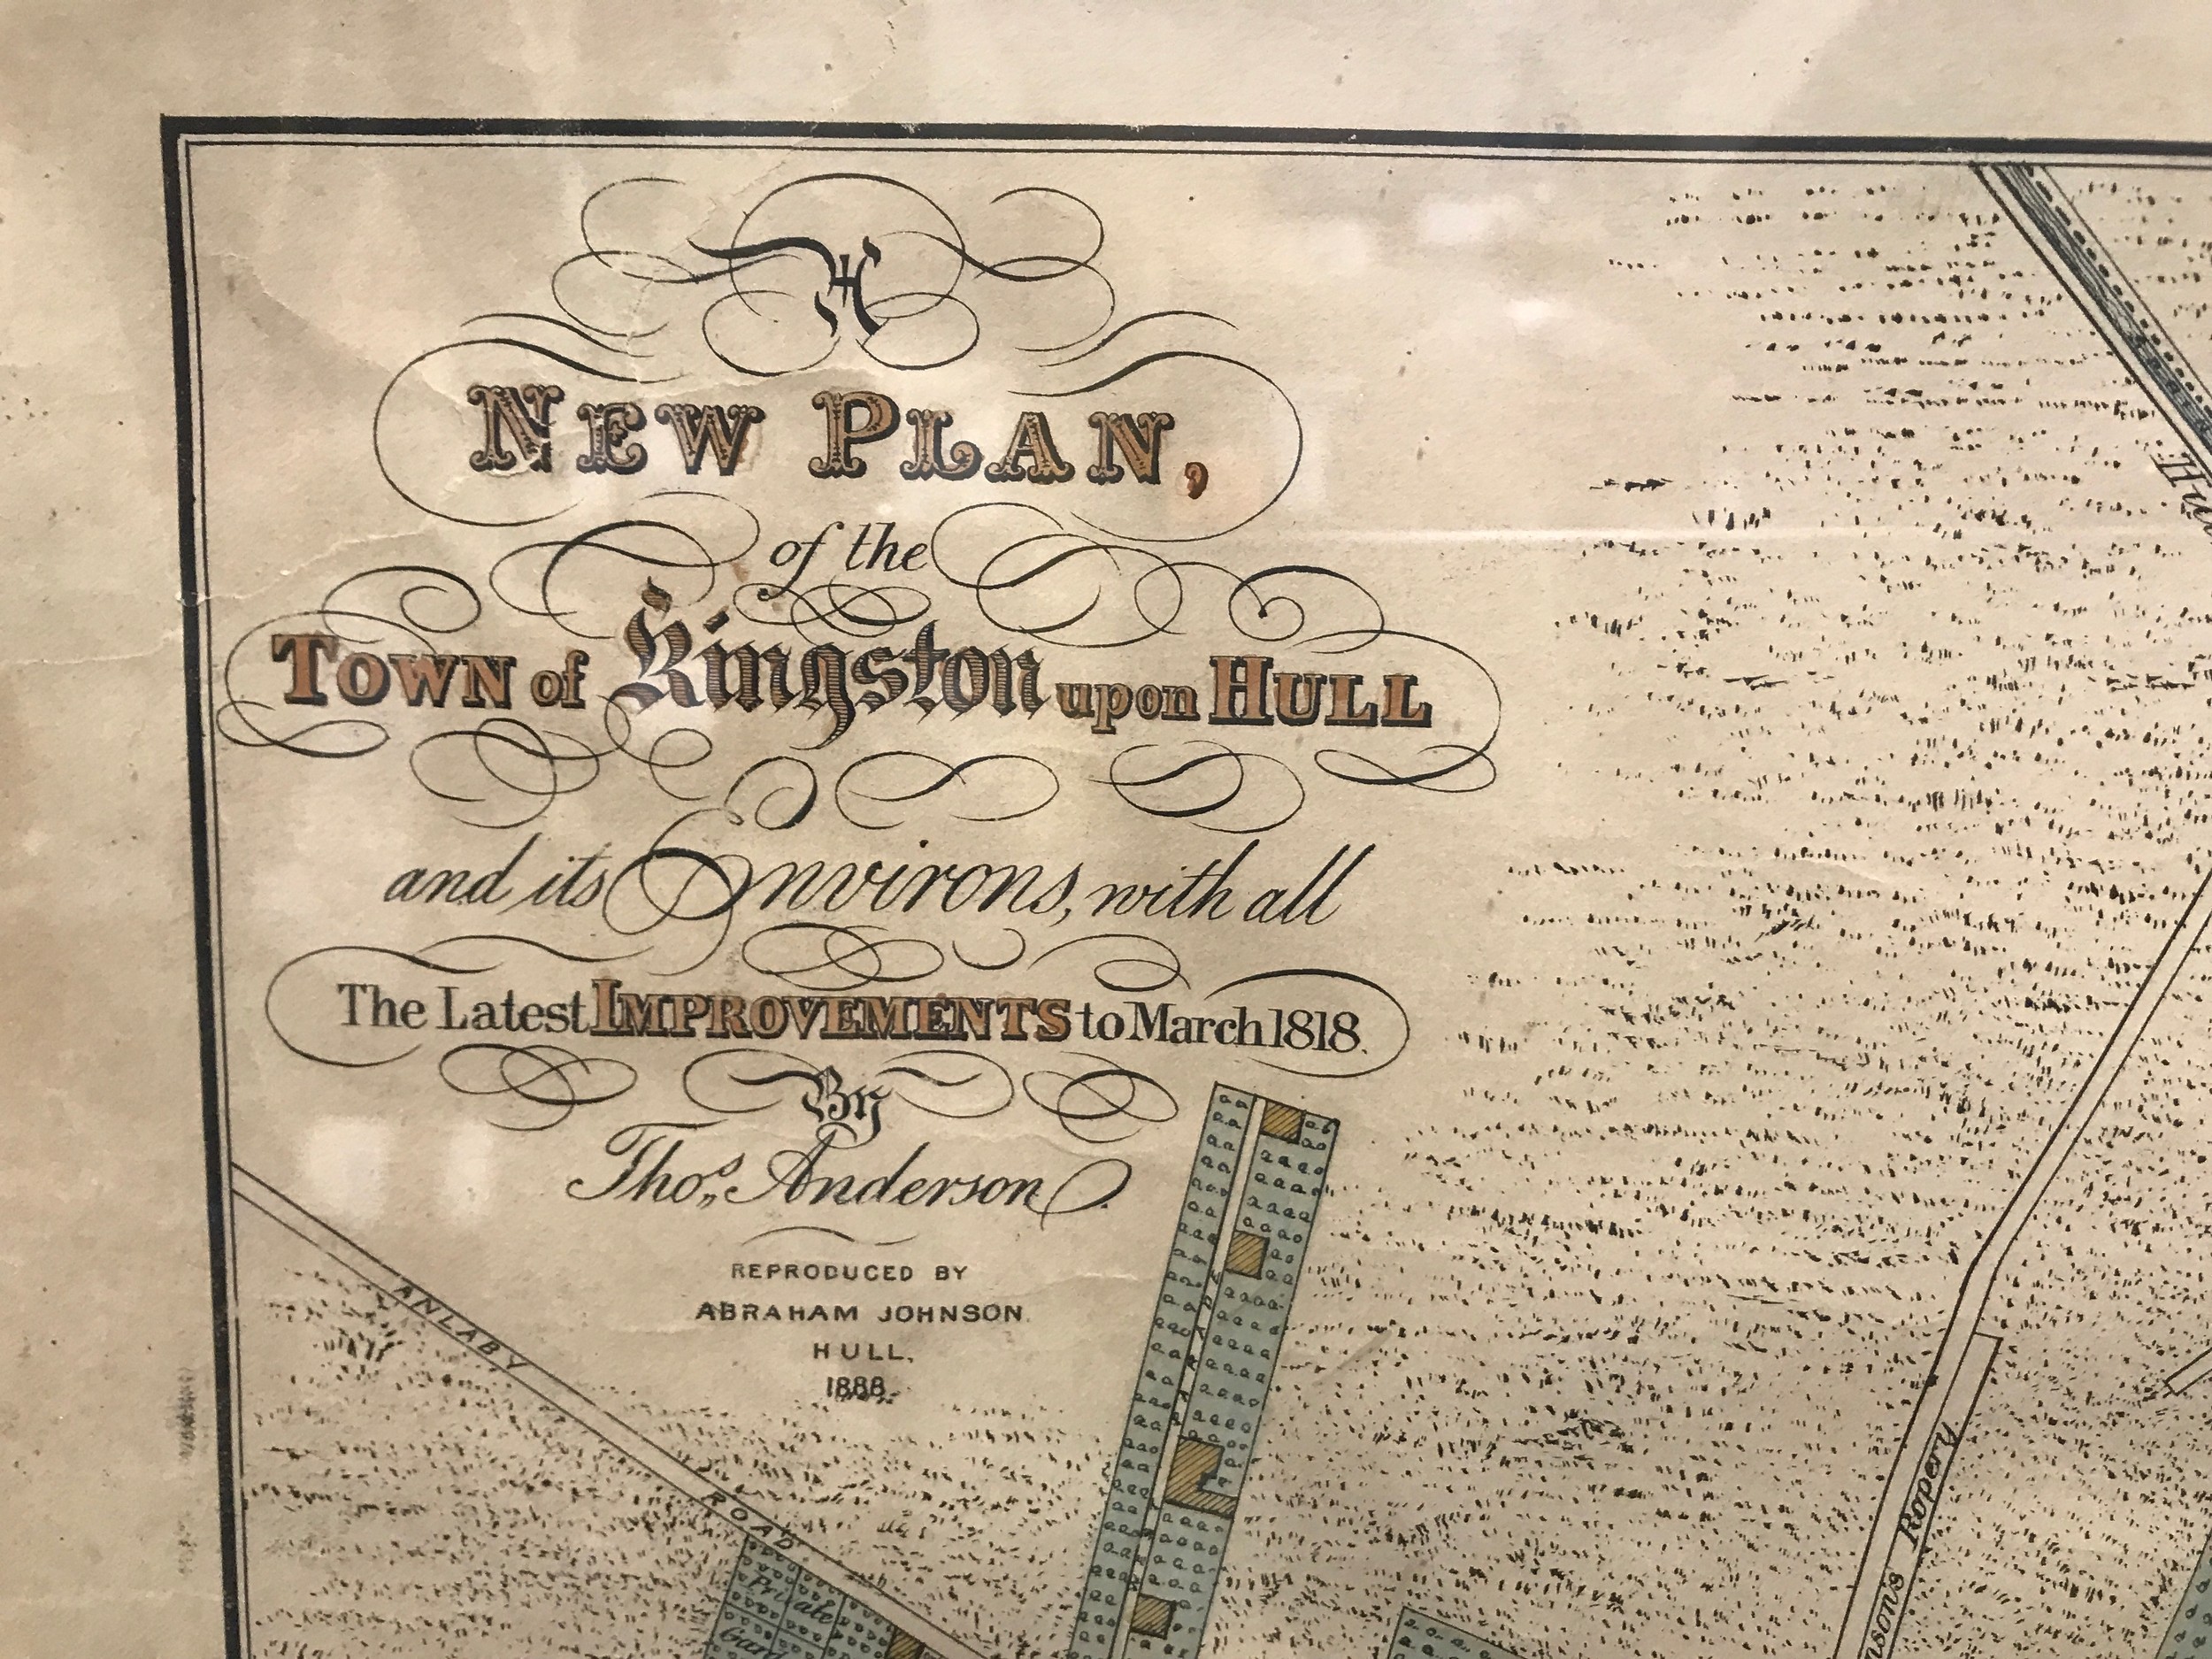 A
NEW PLAN,
of the
TOWN of Kingston upon HULL
and its Environs, with all
The Latest IMPROVEMENTS to March 1818.
By
Thos. Anderson.
REPRODUCED BY
ABRAHAM JOHNSON.
HULL.
1888.
ANLABY ROAD
Private
Ropery